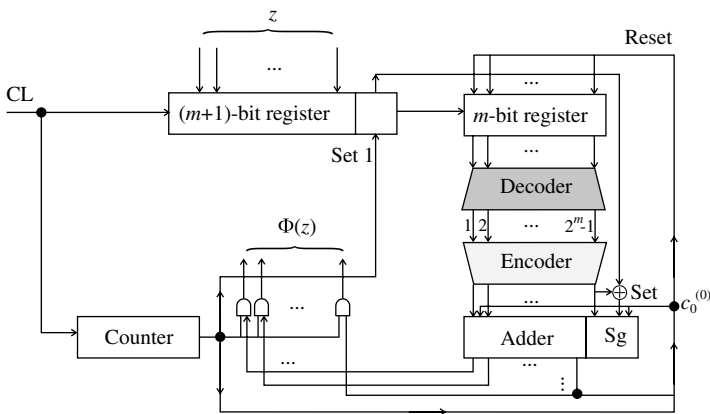 z
Reset
...
...
CL
(m+1)-bit register
m-bit register
Set 1
...
Decoder
1 2 ... 2^m-1
Φ(z)
Encoder
...
...
Set
c_0^(0)
Counter
Adder
Sg
...
...
...